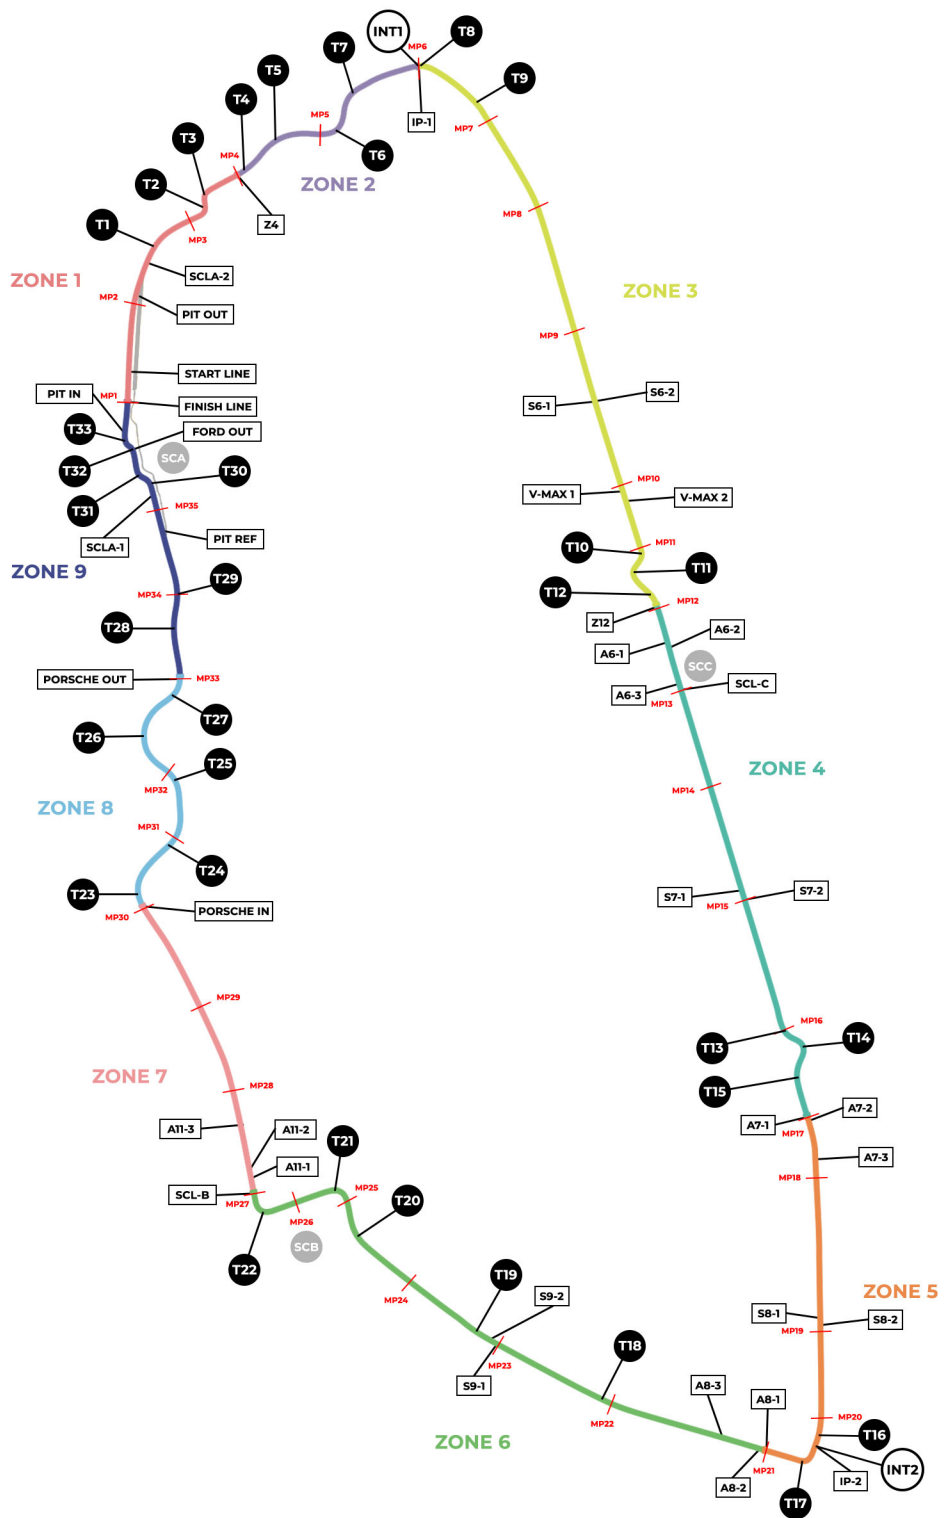 INT1
T8
MP6
T7
T5
T9
T4
MP5
IP-1
MP7
T3
T6
MP4
T2
ZONE 2
MP8
T1
Z4
MP3
SCLA-2
ZONE 1
ZONE 3
MP2
PIT OUT
MP9
START LINE
PIT IN
MP1
S6-2
FINISH LINE
S6-1
T33
FORD OUT
SCA
T32
T30
MP10
V-MAX 1
V-MAX 2
T31
MP35
PIT REF
SCLA-1
T10
MP11
ZONE 9
T11
T29
T12
MP34
MP12
Z12
T28
A6-2
A6-1
SCC
PORSCHE OUT
MP33
SCL-C
A6-3
MP13
T27
T26
T25
ZONE 4
MP32
MP14
ZONE 8
MP31
T24
T23
S7-2
S7-1
MP15
PORSCHE IN
MP30
MP29
MP16
T14
T13
ZONE 7
MP28
T15
A7-2
A11-3
A11-2
A7-1
MP17
T21
A7-3
A11-1
MP18
SCL-B
MP27
MP25
T20
MP26
SCB
T22
T19
MP24
ZONE 5
S9-2
S8-1
S8-2
MP19
T18
MP23
S9-1
A8-3
A8-1
MP22
MP20
T16
ZONE 6
MP21
INT2
A8-2
IP-2
T17